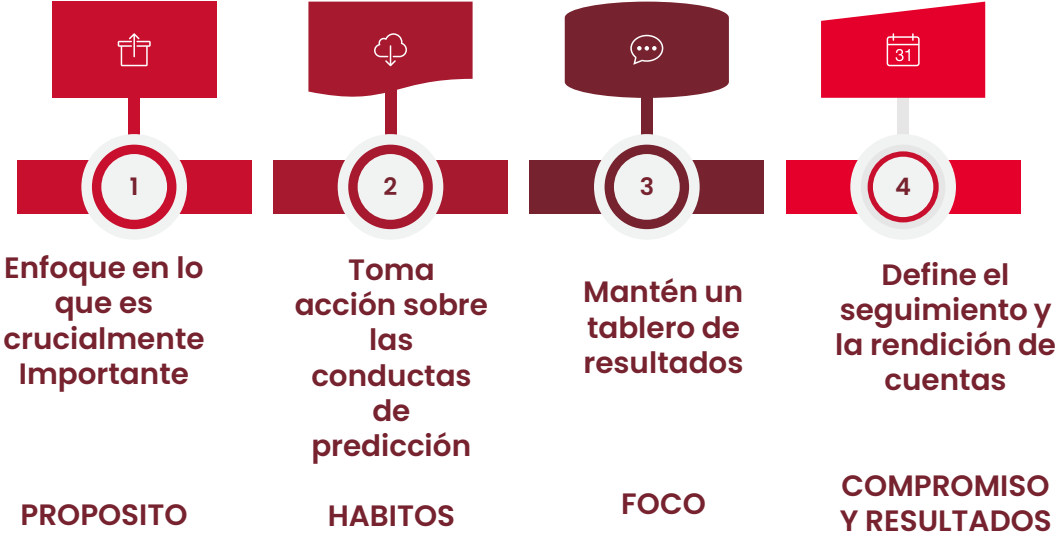 31
1
2
3
4
Enfoque en lo
que es
crucialmente
Importante
Toma
acción sobre
las
conductas
de
predicción
Mantén un
tablero de
resultados
Define el
seguimiento y
la rendición de
cuentas
PROPOSITO
HABITOS
FOCO
COMPROMISO
Y RESULTADOS